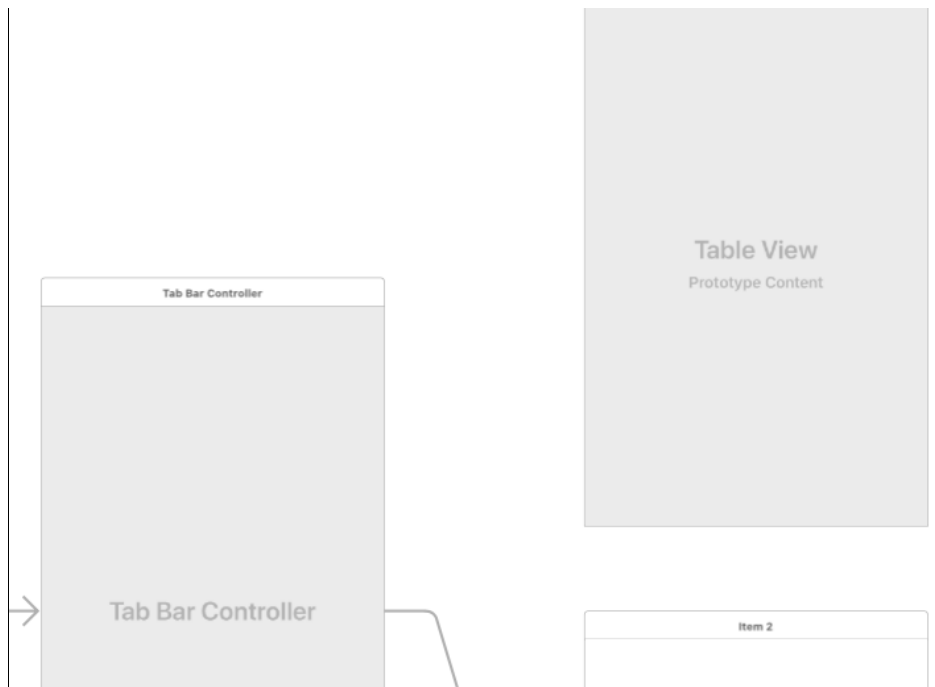 Table View
Prototype Content
Tab Bar Controller
Tab Bar Controller
Item 2